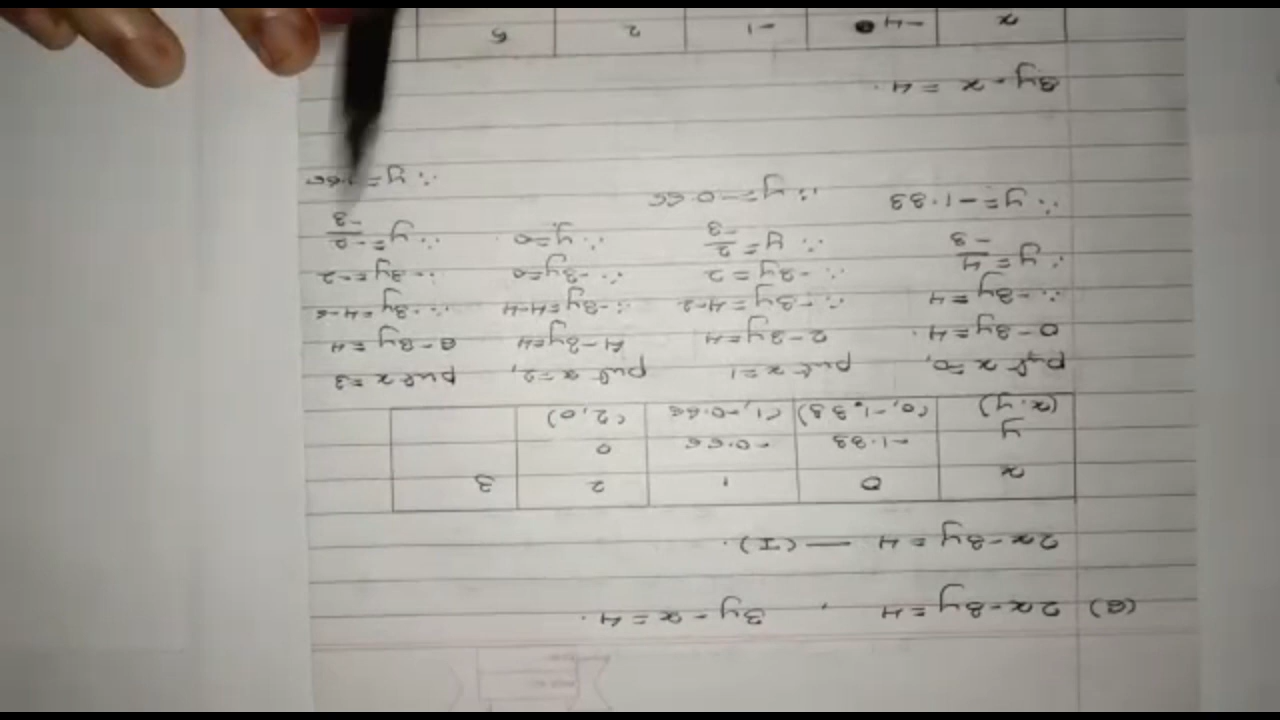 (e) 2x-3y=4 , 3y-x=4.
2x-3y=4 — (I).
x 0 1 2 3
y -1.33 -0.66 0
(x,y) (0,-1.33) (1,-0.66) (2,0)
put x=0, put x=1 put x=2, put x=3
0-3y=4. 2-3y=4 4-3y=4 6-3y=4
∴ -3y=4 ∴ -3y=4-2 ∴ -3y=4-4 ∴ -3y=4-6
∴ y=4/-3 ∴ -3y=2 ∴ -3y=0 ∴ -3y=-2
∴ y=2/-3 ∴ y=0 ∴ y=-2/-3
∴ y=-1.33 ∴ y=-0.66
3y-x=4.
x -4 -1 2 5